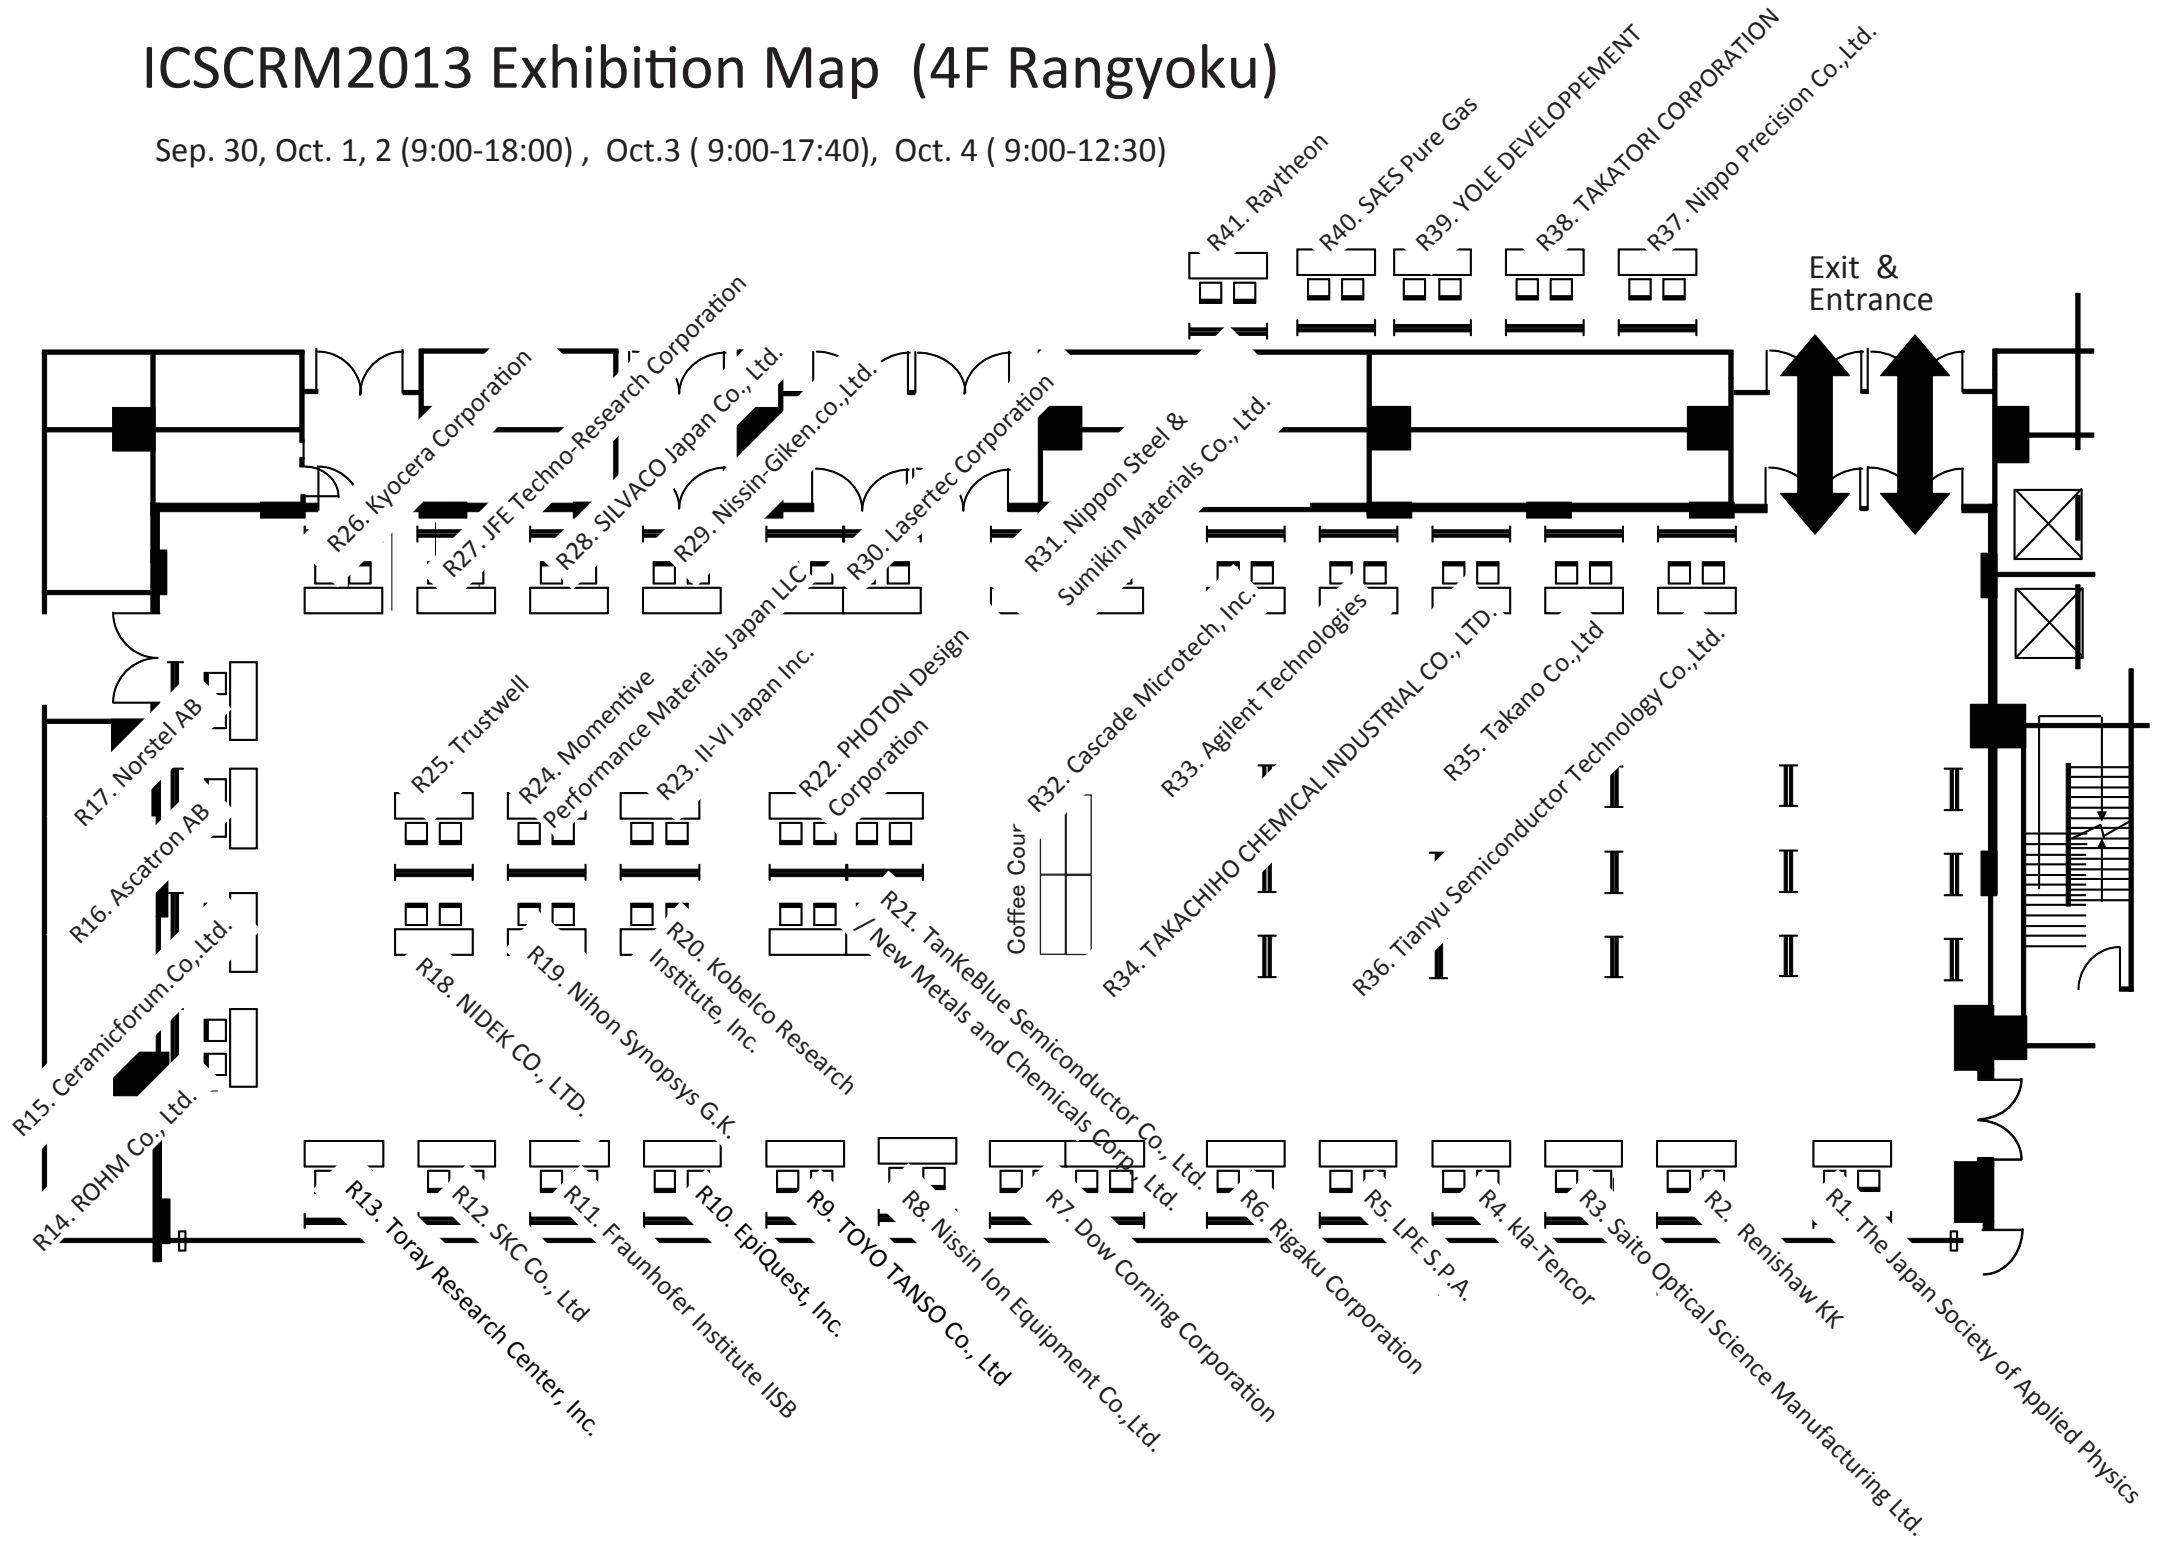 ICSCRM2013 Exhibition Map (4F Rangyoku)
Sep. 30, Oct. 1, 2 (9:00-18:00) , Oct.3 ( 9:00-17:40), Oct. 4 ( 9:00-12:30)
R41. Raytheon
R40. SAES Pure Gas
R39. YOLE DEVELOPPEMENT
R38. TAKATORI CORPORATION
R37. Nippo Precision Co.,Ltd.
Exit &
Entrance
R26. Kyocera Corporation
R27. JFE Techno-Research Corporation
R28. SILVACO Japan Co., Ltd.
R29. Nissin-Giken.co.,Ltd.
R30. Lasertec Corporation
R31. Nippon Steel &
Sumikin Materials Co., Ltd.
R32. Cascade Microtech, Inc.
R33. Agilent Technologies
R34. TAKACHIHO CHEMICAL INDUSTRIAL CO., LTD.
R35. Takano Co.,Ltd
R36. Tianyu Semiconductor Technology Co.,Ltd.
R25. Trustwell
R24. Momentive
Performance Materials Japan LLC
R23. II-VI Japan Inc.
R22. PHOTON Design
Corporation
Coffee Cour
R17. Norstel AB
R16. Ascatron AB
R15. Ceramicforum.Co,.Ltd.
R14. ROHM Co., Ltd.
R18. NIDEK CO., LTD.
R19. Nihon Synopsys G.K.
R20. Kobelco Research
Institute, Inc.
R21. TanKeBlue Semiconductor Co., Ltd.
/ New Metals and Chemicals Corp., Ltd.
R13. Toray Research Center, Inc.
R12. SKC Co., Ltd
R11. Fraunhofer Institute IISB
R10. EpiQuest, Inc.
R9. TOYO TANSO Co., Ltd
R8. Nissin Ion Equipment Co.,Ltd.
R7. Dow Corning Corporation
R6. Rigaku Corporation
R5. LPE S.P.A.
R4. kla-Tencor
R3. Saito Optical Science Manufacturing Ltd.
R2. Renishaw KK
R1. The Japan Society of Applied Physics